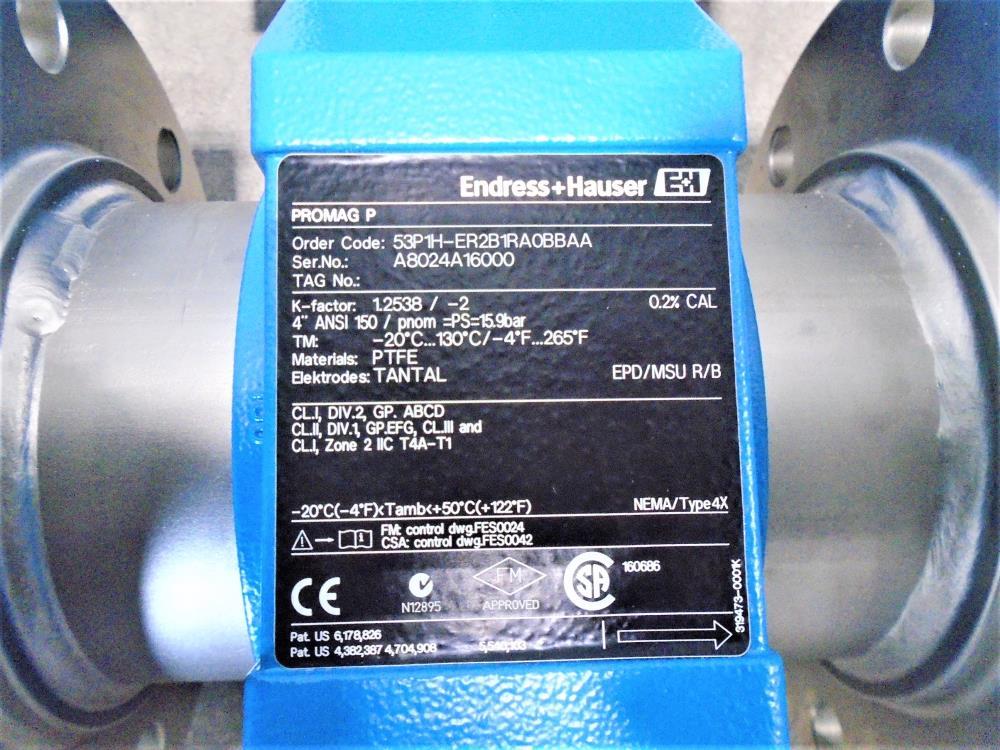 Endress+Hauser E+H
PROMAG P
Order Code: 53P1H-ER2B1RA0BBAA
Ser.No.: A8024A16000
TAG No.:
K-factor: 1.2538 / -2 0.2% CAL
4" ANSI 150 / pnom =PS=15.9bar
TM: -20°C...130°C/-4°F...265°F
Materials: PTFE
Elektrodes: TANTAL EPD/MSU R/B
CL.I, DIV.2, GP. ABCD
CL.II, DIV.1, GP.EFG, CL.III and
CL.I, Zone 2 IIC T4A-T1
-20°C(-4°F)<Tamb<+50°C(+122°F) NEMA/Type4X
FM: control dwg.FES0024
CSA: control dwg.FES0042
CE N12895 FM APPROVED CSA 160686
319473-0001K
Pat. US 6,178,826
Pat. US 4,382,387 4,704,908